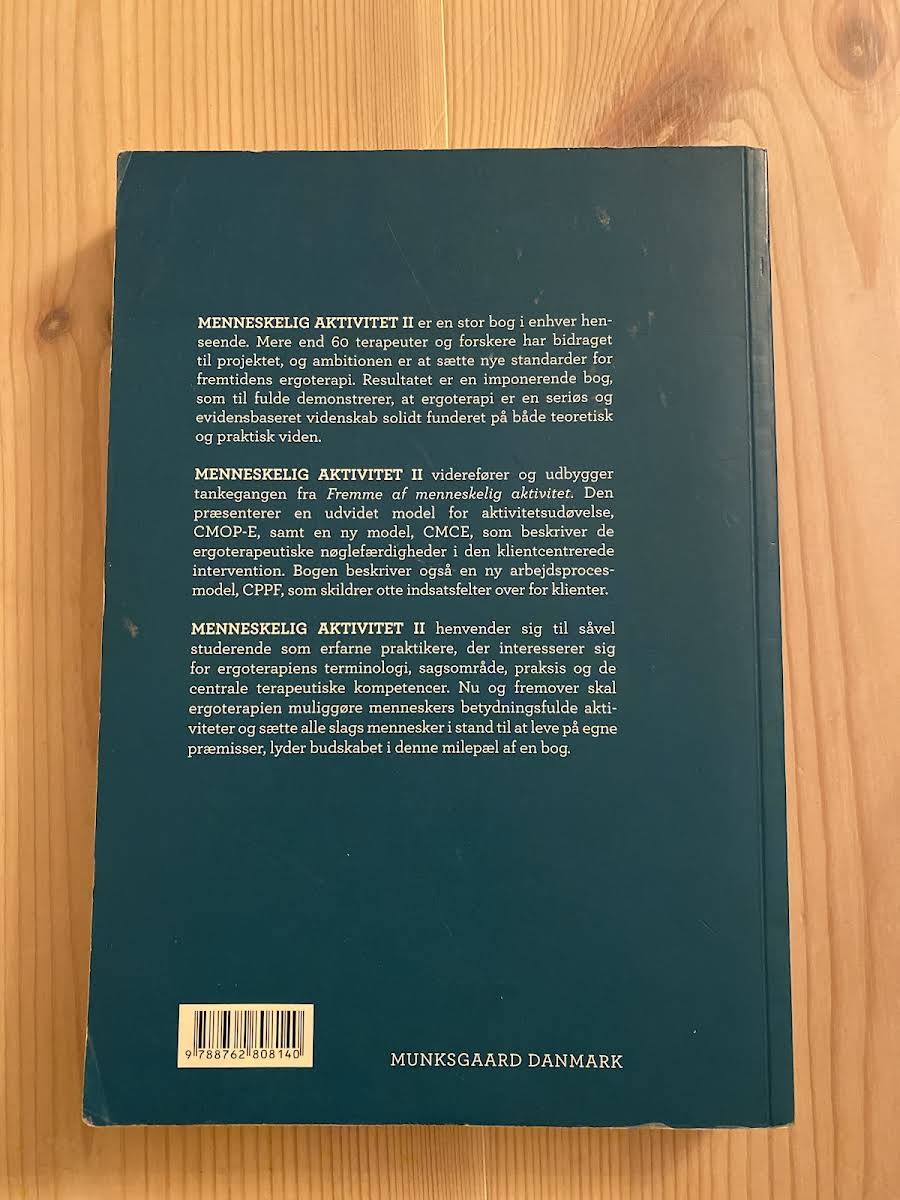 MENNESKELIG AKTIVITET II er en stor bog i enhver hen-
seende. Mere end 60 terapeuter og forskere har bidraget
til projektet, og ambitionen er at sætte nye standarder for
fremtidens ergoterapi. Resultatet er en imponerende bog,
som til fulde demonstrerer, at ergoterapi er en seriøs og
evidensbaseret videnskab solidt funderet på både teoretisk
og praktisk viden.
MENNESKELIG AKTIVITET II viderefører og udbygger
tankegangen fra Fremme af menneskelig aktivitet. Den
præsenterer en udvidet model for aktivitetsudøvelse,
CMOP-E, samt en ny model, CMCE, som beskriver de
ergoterapeutiske nøglefærdigheder i den klientcentrerede
intervention. Bogen beskriver også en ny arbejdsproces-
model, CPPF, som skildrer otte indsatsfelter over for klienter.
MENNESKELIG AKTIVITET II henvender sig til såvel
studerende som erfarne praktikere, der interesserer sig
for ergoterapiens terminologi, sagsområde, praksis og de
centrale terapeutiske kompetencer. Nu og fremover skal
ergoterapien muliggøre menneskers betydningsfulde akti-
viteter og sætte alle slags mennesker i stand til at leve på egne
præmisser, lyder budskabet i denne milepæl af en bog.
9 788762 808140
MUNKSGAARD DANMARK